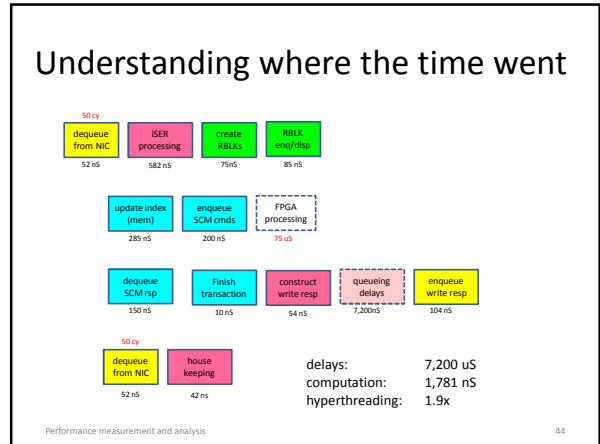 Understanding where the time went
50 cy
dequeue
from NIC
52 nS
iSER
processing
582 nS
create
RBLKs
75nS
RBLK
enq/disp
85 nS
update index
(mem)
285 nS
enqueue
SCM cmds
200 nS
FPGA
processing
75 uS
dequeue
SCM rsp
150 nS
Finish
transaction
10 nS
construct
write resp
54 nS
queueing
delays
7,200nS
enqueue
write resp
104 nS
50 cy
dequeue
from NIC
52 nS
house
keeping
42 ns
delays: 7,200 uS
computation: 1,781 nS
hyperthreading: 1.9x
Performance measurement and analysis
44